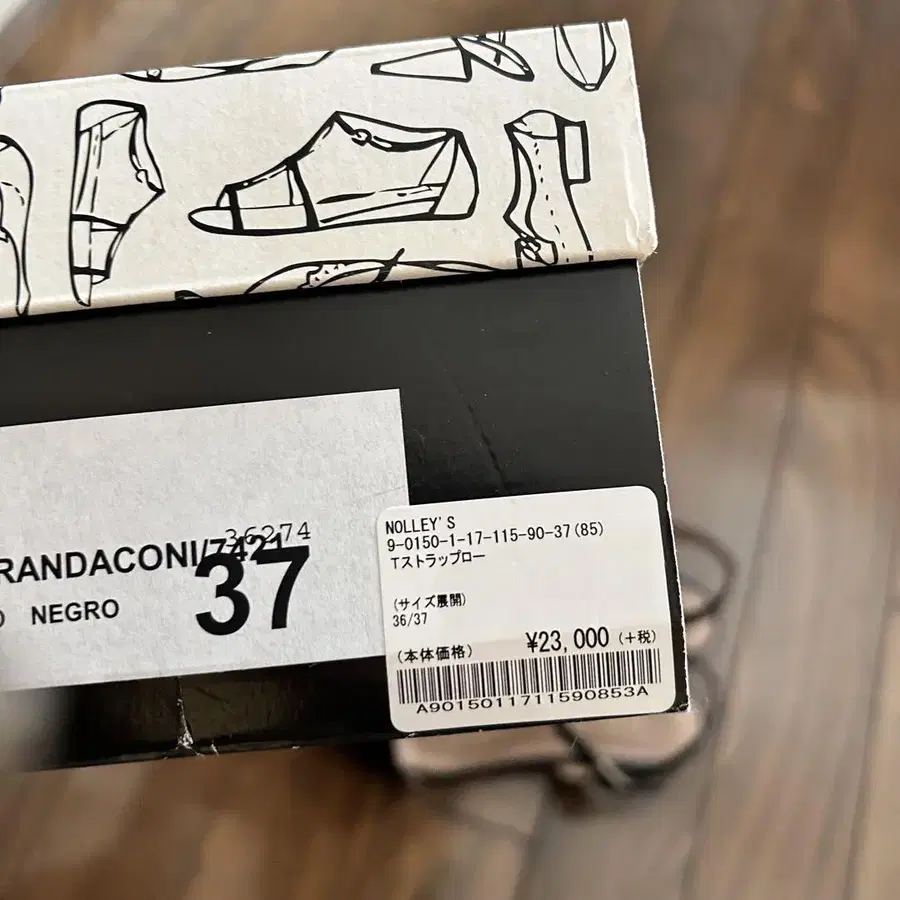 RANDACONI/7421
36274
NEGRO
37
NOLLEY'S
9-0150-1-17-115-90-37(85)
Tストラップロー
(サイズ展開)
36/37
(本体価格) ¥23,000(+税)
A9015011711590853A